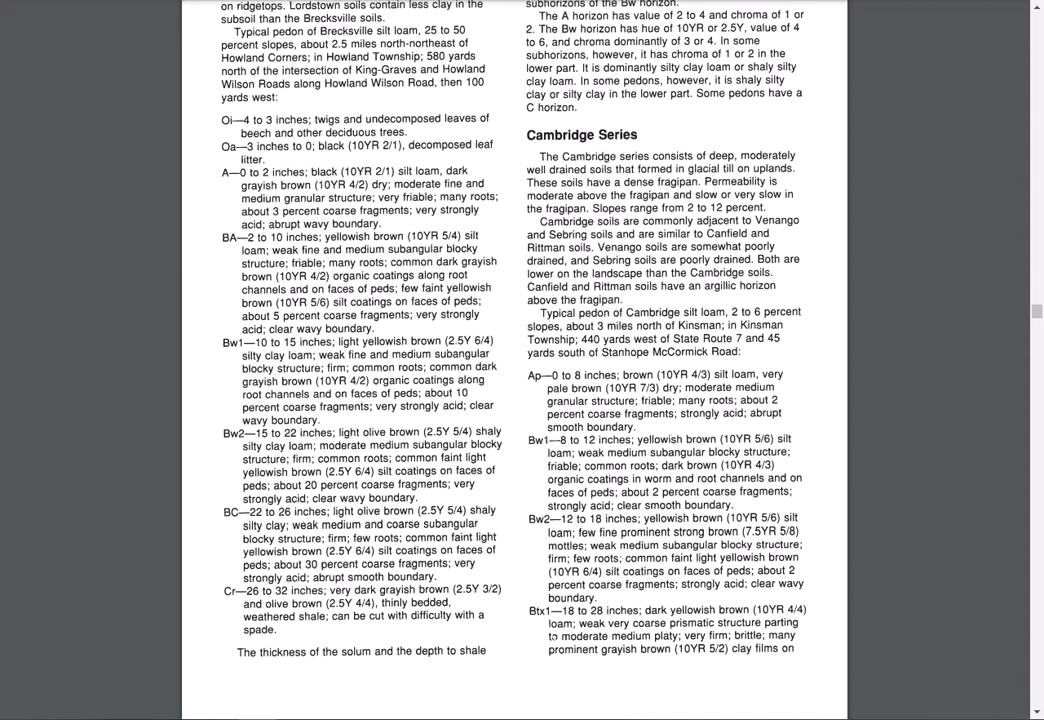 on ridgetops. Lordstown soils contain less clay in the
subsoil than the Brecksville soils.
Typical pedon of Brecksville silt loam, 25 to 50
percent slopes, about 2.5 miles north-northeast of
Howland Corners; in Howland Township; 580 yards
north of the intersection of King-Graves and Howland
Wilson Roads along Howland Wilson Road, then 100
yards west:
Oi—4 to 3 inches; twigs and undecomposed leaves of
beech and other deciduous trees.
Oa—3 inches to 0; black (10YR 2/1), decomposed leaf
litter.
A—0 to 2 inches; black (10YR 2/1) silt loam, dark
grayish brown (10YR 4/2) dry; moderate fine and
medium granular structure; very friable; many roots;
about 3 percent coarse fragments; very strongly
acid; abrupt wavy boundary.
BA—2 to 10 inches; yellowish brown (10YR 5/4) silt
loam; weak fine and medium subangular blocky
structure; friable; many roots; common dark grayish
brown (10YR 4/2) organic coatings along root
channels and on faces of peds; few faint yellowish
brown (10YR 5/6) silt coatings on faces of peds;
about 5 percent coarse fragments; very strongly
acid; clear wavy boundary.
Bw1—10 to 15 inches; light yellowish brown (2.5Y 6/4)
silty clay loam; weak fine and medium subangular
blocky structure; firm; common roots; common dark
grayish brown (10YR 4/2) organic coatings along
root channels and on faces of peds; about 10
percent coarse fragments; very strongly acid; clear
wavy boundary.
Bw2—15 to 22 inches; light olive brown (2.5Y 5/4) shaly
silty clay loam; moderate medium subangular blocky
structure; firm; common roots; common faint light
yellowish brown (2.5Y 6/4) silt coatings on faces of
peds; about 20 percent coarse fragments; very
strongly acid; clear wavy boundary.
BC—22 to 26 inches; light olive brown (2.5Y 5/4) shaly
silty clay; weak medium and coarse subangular
blocky structure; firm; few roots; common faint light
yellowish brown (2.5Y 6/4) silt coatings on faces of
peds; about 30 percent coarse fragments; very
strongly acid; abrupt smooth boundary.
Cr—26 to 32 inches; very dark grayish brown (2.5Y 3/2)
and olive brown (2.5Y 4/4), thinly bedded,
weathered shale; can be cut with difficulty with a
spade.
The thickness of the solum and the depth to shale
subhorizons of the Bw horizon.
The A horizon has value of 2 to 4 and chroma of 1 or
2. The Bw horizon has hue of 10YR or 2.5Y, value of 4
to 6, and chroma dominantly of 3 or 4. In some
subhorizons, however, it has chroma of 1 or 2 in the
lower part. It is dominantly silty clay loam or shaly silty
clay loam. In some pedons, however, it is shaly silty
clay or silty clay in the lower part. Some pedons have a
C horizon.
Cambridge Series
The Cambridge series consists of deep, moderately
well drained soils that formed in glacial till on uplands.
These soils have a dense fragipan. Permeability is
moderate above the fragipan and slow or very slow in
the fragipan. Slopes range from 2 to 12 percent.
Cambridge soils are commonly adjacent to Venango
and Sebring soils and are similar to Canfield and
Rittman soils. Venango soils are somewhat poorly
drained, and Sebring soils are poorly drained. Both are
lower on the landscape than the Cambridge soils.
Canfield and Rittman soils have an argillic horizon
above the fragipan.
Typical pedon of Cambridge silt loam, 2 to 6 percent
slopes, about 3 miles north of Kinsman; in Kinsman
Township; 440 yards west of State Route 7 and 45
yards south of Stanhope McCormick Road:
Ap—0 to 8 inches; brown (10YR 4/3) silt loam, very
pale brown (10YR 7/3) dry; moderate medium
granular structure; friable; many roots; about 2
percent coarse fragments; strongly acid; abrupt
smooth boundary.
Bw1—8 to 12 inches; yellowish brown (10YR 5/6) silt
loam; weak medium subangular blocky structure;
friable; common roots; dark brown (10YR 4/3)
organic coatings in worm and root channels and on
faces of peds; about 2 percent coarse fragments;
strongly acid; clear smooth boundary.
Bw2—12 to 18 inches; yellowish brown (10YR 5/6) silt
loam; few fine prominent strong brown (7.5YR 5/8)
mottles; weak medium subangular blocky structure;
firm; few roots; common faint light yellowish brown
(10YR 6/4) silt coatings on faces of peds; about 2
percent coarse fragments; strongly acid; clear wavy
boundary.
Btx1—18 to 28 inches; dark yellowish brown (10YR 4/4)
loam; weak very coarse prismatic structure parting
to moderate medium platy; very firm; brittle; many
prominent grayish brown (10YR 5/2) clay films on